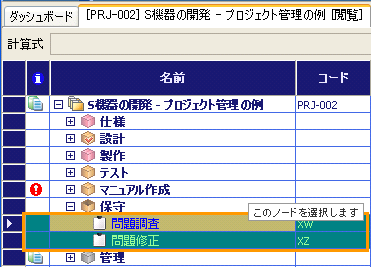 ダッシュボード [PRJ-002] S機器の開発 - プロジェクト管理の例 [閲覧]
計算式
名前 コード
S機器の開発 - プロジェクト管理の例 PRJ-002
仕様
設計
製作
テスト
マニュアル作成
保守
このノードを選択します
問題調査 XW
問題修正 XZ
管理